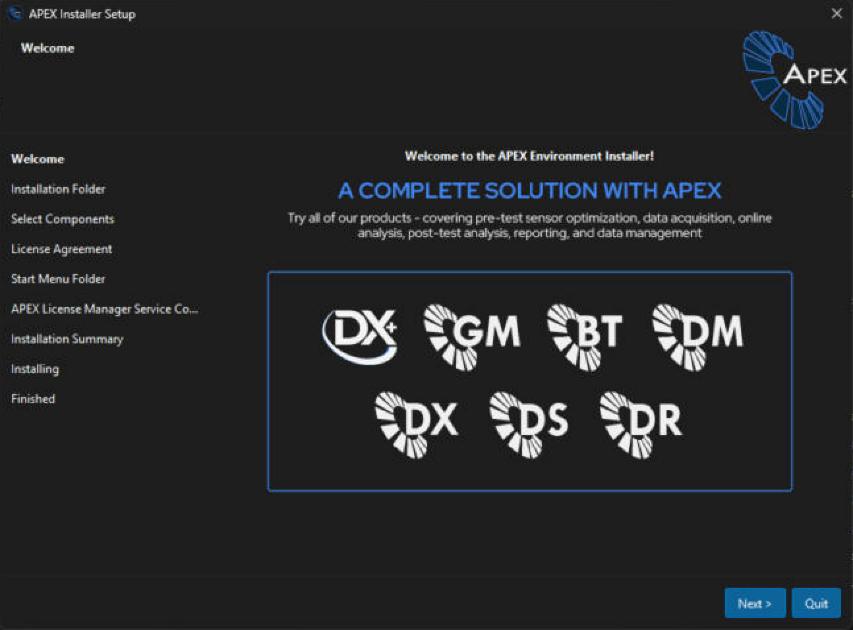 APEX Installer Setup
Welcome
APEX
Welcome
Installation Folder
Select Components
License Agreement
Start Menu Folder
APEX License Manager Service Co...
Installation Summary
Installing
Finished
Welcome to the APEX Environment Installer!
A COMPLETE SOLUTION WITH APEX
Try all of our products - covering pre-test sensor optimization, data acquisition, online
analysis, post-test analysis, reporting, and data management
DX+ GM BT DM
DX DS DR
Next > Quit